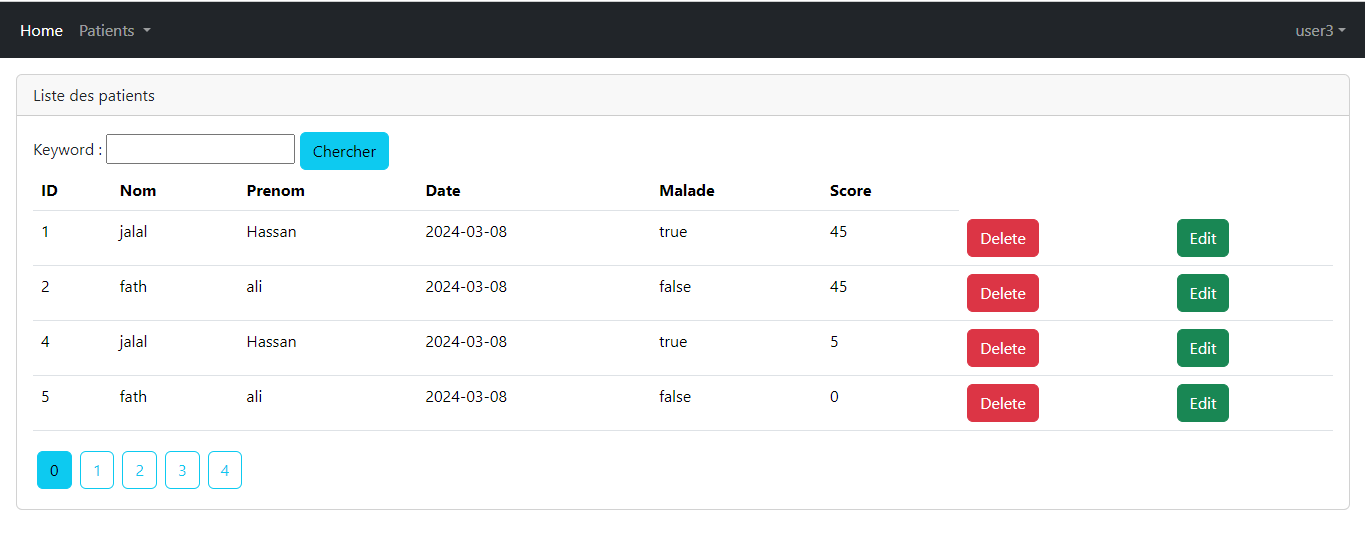 Home Patients user3
Liste des patients
Keyword : Chercher
ID Nom Prenom Date Malade Score
1 jalal Hassan 2024-03-08 true 45 Delete Edit
2 fath ali 2024-03-08 false 45 Delete Edit
4 jalal Hassan 2024-03-08 true 5 Delete Edit
5 fath ali 2024-03-08 false 0 Delete Edit
0 1 2 3 4